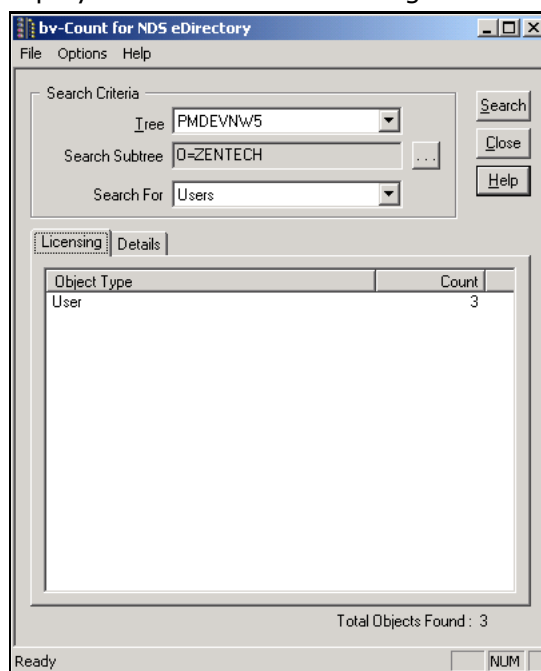 bv-Count for NDS eDirectory
File Options Help
Search Criteria
Tree PMDEVNW5
Search
Search Subtree O=ZENTECH ...
Close
Search For Users
Help
Licensing Details
Object Type Count
User 3
Total Objects Found : 3
Ready NUM